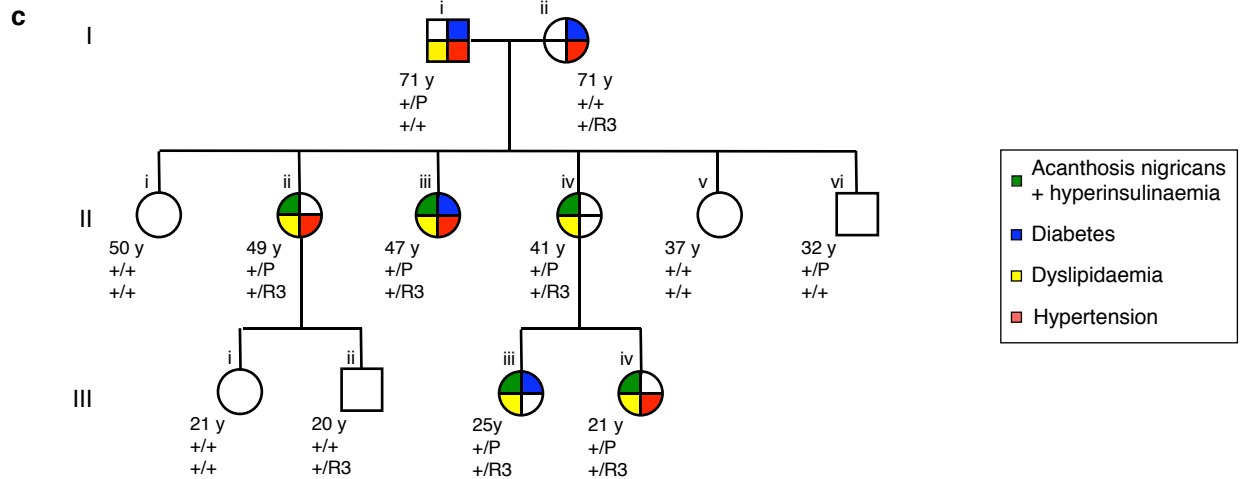 c
I
i
ii
71 y
+/P
+/+
71 y
+/+
+/R3
II
i
ii
iii
iv
v
vi
50 y
+/+
+/+
49 y
+/P
+/R3
47 y
+/P
+/R3
41 y
+/P
+/R3
37 y
+/+
+/+
32 y
+/P
+/+
III
i
ii
iii
iv
21 y
+/+
+/+
20 y
+/+
+/R3
25y
+/P
+/R3
21 y
+/P
+/R3
Acanthosis nigricans
+ hyperinsulinaemia
Diabetes
Dyslipidaemia
Hypertension